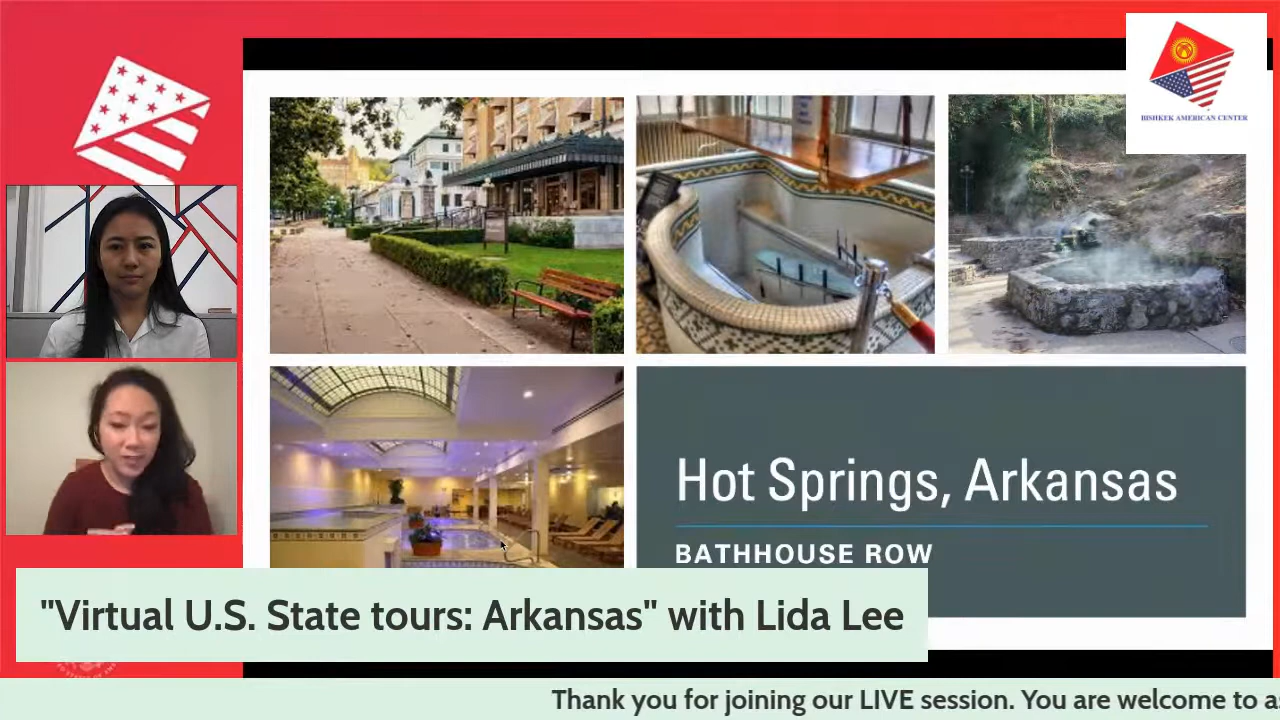 BISHKEK AMERICAN CENTER
Hot Springs, Arkansas
BATHHOUSE ROW
"Virtual U.S. State tours: Arkansas" with Lida Lee
Thank you for joining our LIVE session. You are welcome to a